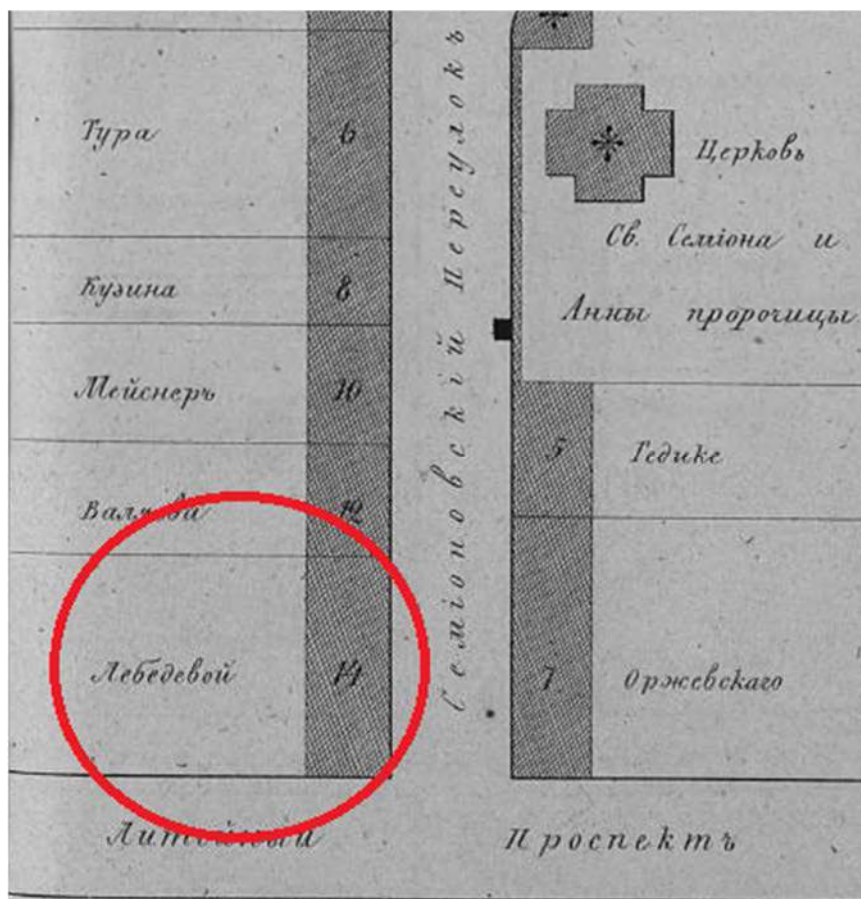 Тура
6
Церковь
Св. Семіона и
Анны пророчицы
Кузина
8
Мейснеръ
10
Семіоновскій Переулокъ
5
Гедике
12
Лебедевой
14
7
Оржевскаго
Литейный Проспектъ